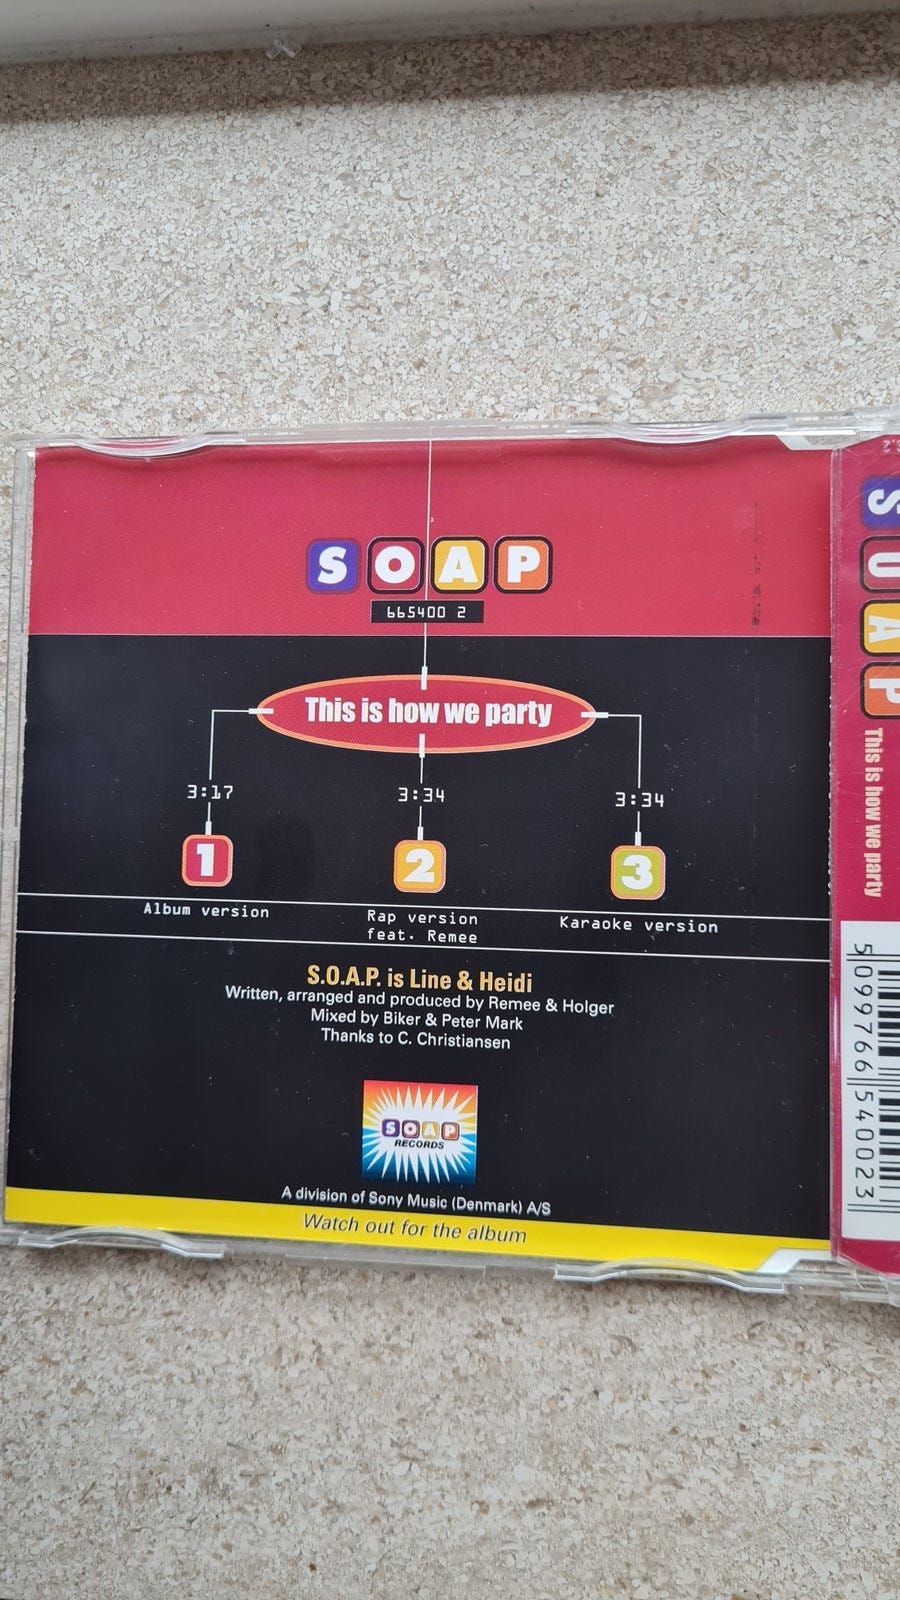 SOAP
665400 2
This is how we party
3:17
3:34
3:34
1
2
3
Album version
Rap version
feat. Remee
Karaoke version
S.O.A.P. is Line & Heidi
Written, arranged and produced by Remee & Holger
Mixed by Biker & Peter Mark
Thanks to C. Christiansen
SOAP
RECORDS
A division of Sony Music (Denmark) A/S
Watch out for the album
SOAP
This is how we party
5 099766 540023